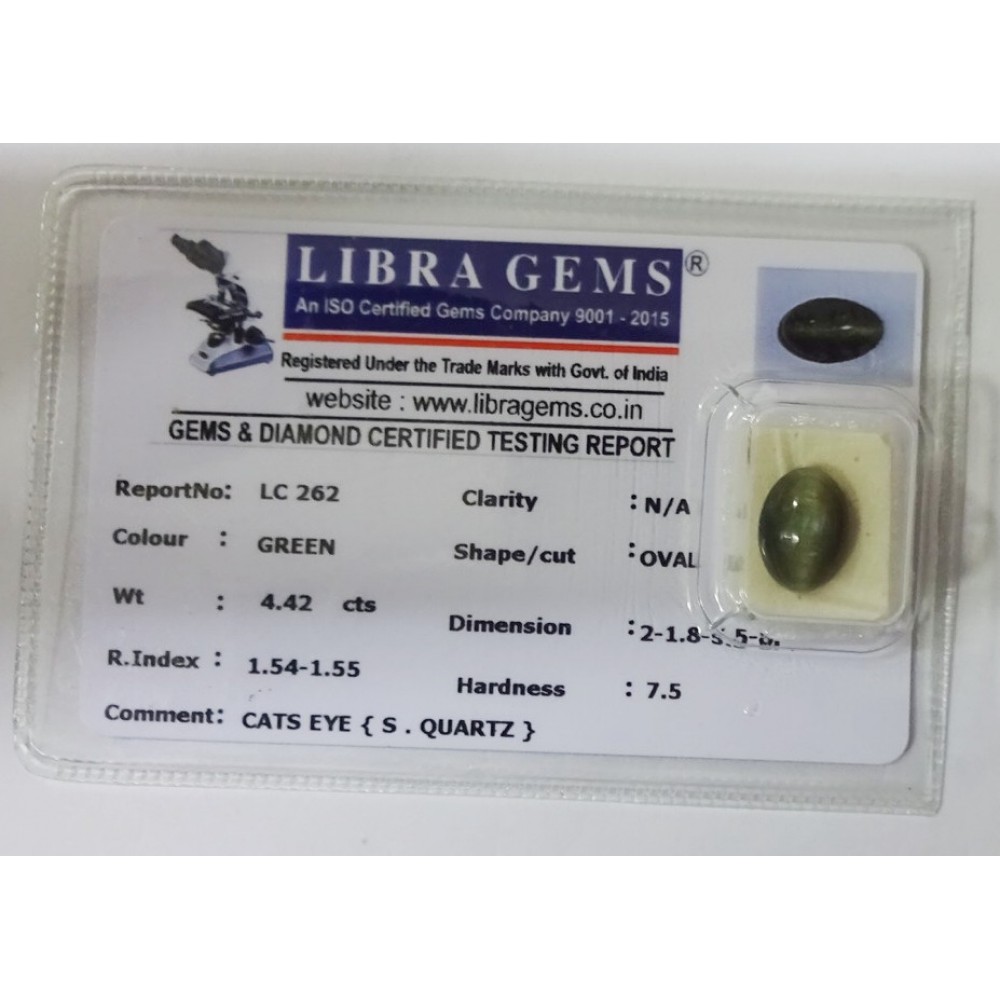 LIBRA GEMS ®
An ISO Certified Gems Company 9001 - 2015
Registered Under the Trade Marks with Govt. of India
website : www.libragems.co.in
GEMS & DIAMOND CERTIFIED TESTING REPORT
ReportNo: LC 262
Clarity : N/A
Colour : GREEN
Shape/cut : OVAL
Wt : 4.42 cts
Dimension :
R.Index : 1.54-1.55
Hardness : 7.5
Comment: CATS EYE { S . QUARTZ }